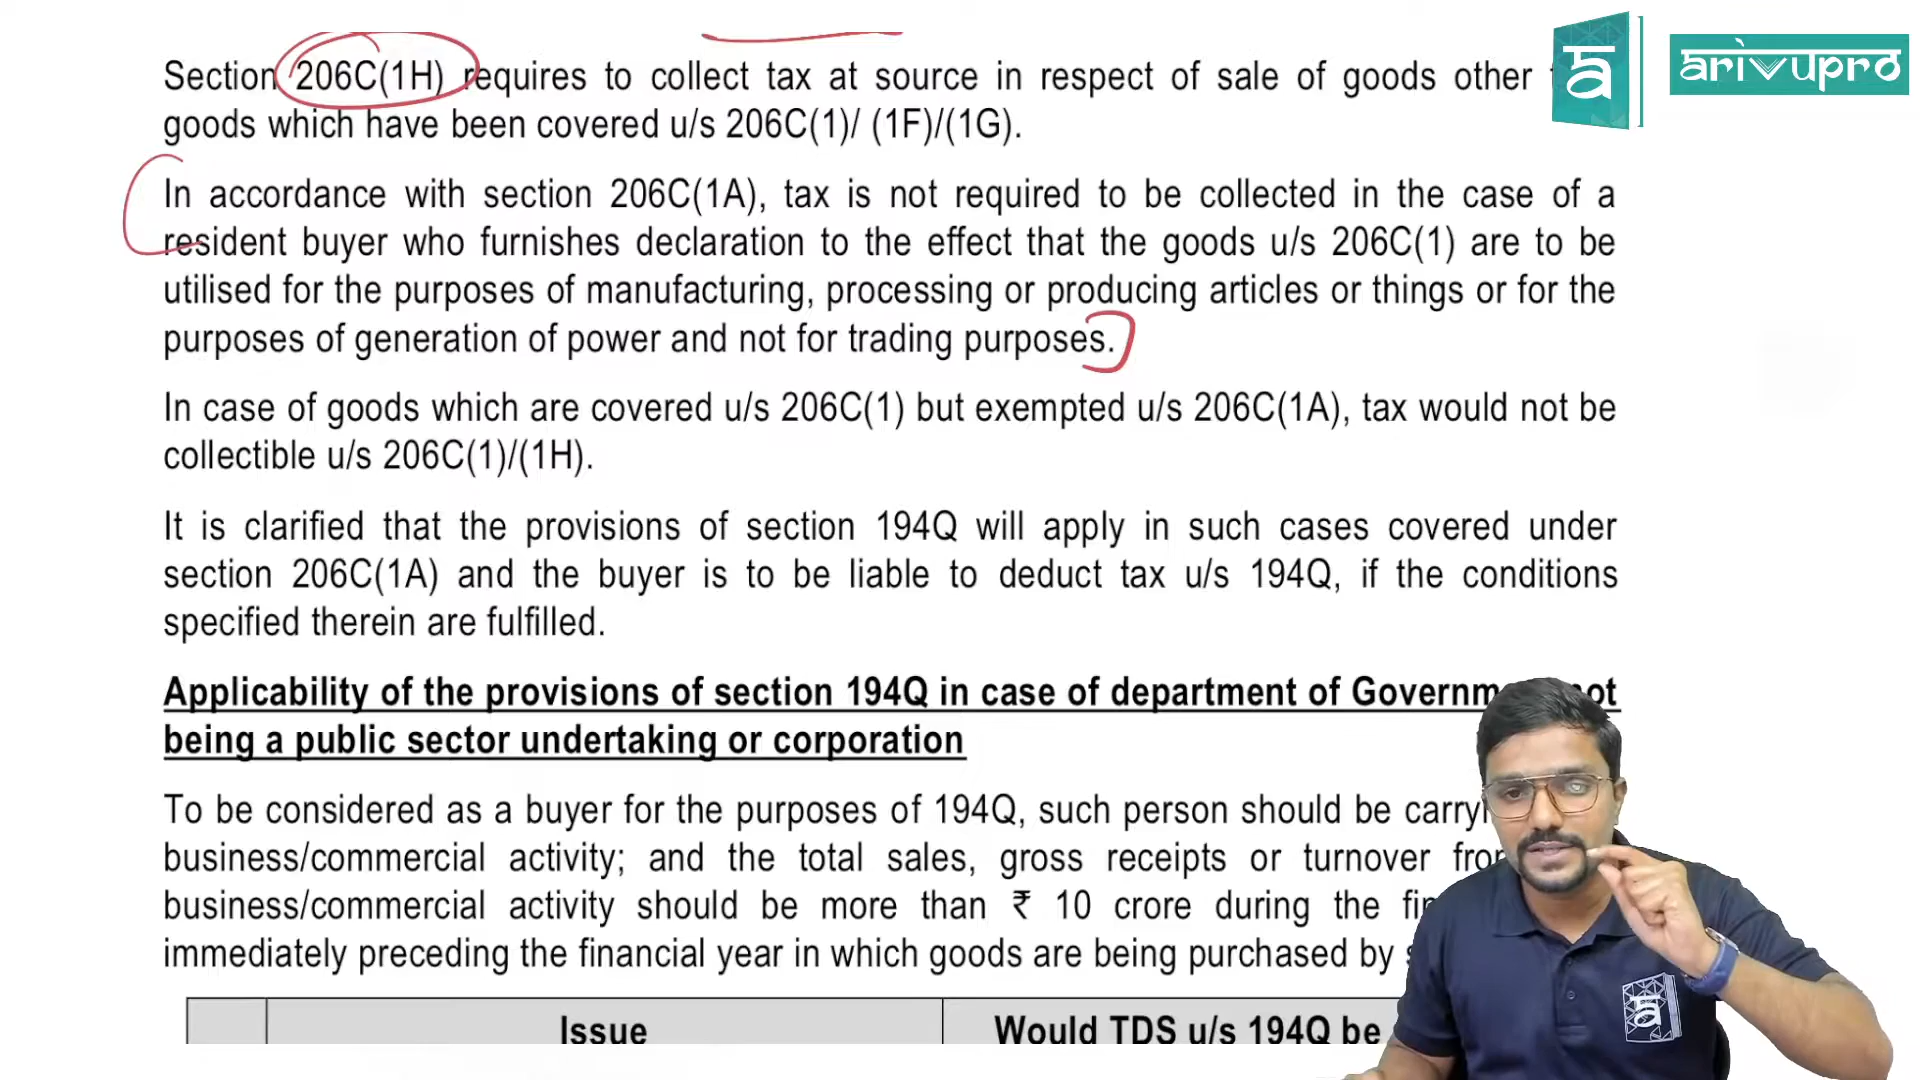 arivupro
Section 206C(1H) requires to collect tax at source in respect of sale of goods other
goods which have been covered u/s 206C(1)/ (1F)/(1G).
In accordance with section 206C(1A), tax is not required to be collected in the case of a
resident buyer who furnishes declaration to the effect that the goods u/s 206C(1) are to be
utilised for the purposes of manufacturing, processing or producing articles or things or for the
purposes of generation of power and not for trading purposes.
In case of goods which are covered u/s 206C(1) but exempted u/s 206C(1A), tax would not be
collectible u/s 206C(1)/(1H).
It is clarified that the provisions of section 194Q will apply in such cases covered under
section 206C(1A) and the buyer is to be liable to deduct tax u/s 194Q, if the conditions
specified therein are fulfilled.
Applicability of the provisions of section 194Q in case of department of Government not
being a public sector undertaking or corporation
To be considered as a buyer for the purposes of 194Q, such person should be
business/commercial activity; and the total sales, gross receipts or turnover
business/commercial activity should be more than ₹ 10 crore during the
immediately preceding the financial year in which goods are being purchased by
Issue
Would TDS u/s 194Q be